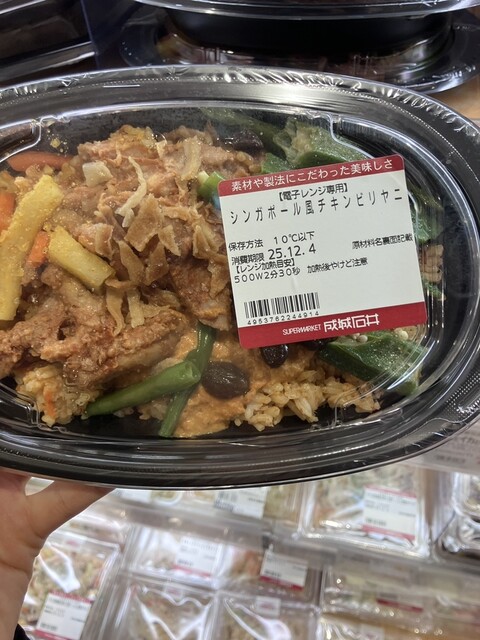 素材や製法にこだわった美味しさ
【電子レンジ専用】
シンガポール風チキンビリヤニ
保存方法 10℃以下
消費期限 25.12.4 原材料名裏面記載
【レンジ加熱目安】
500W2分30秒 加熱後やけど注意
4953762244914
SUPERMARKET 成城石井